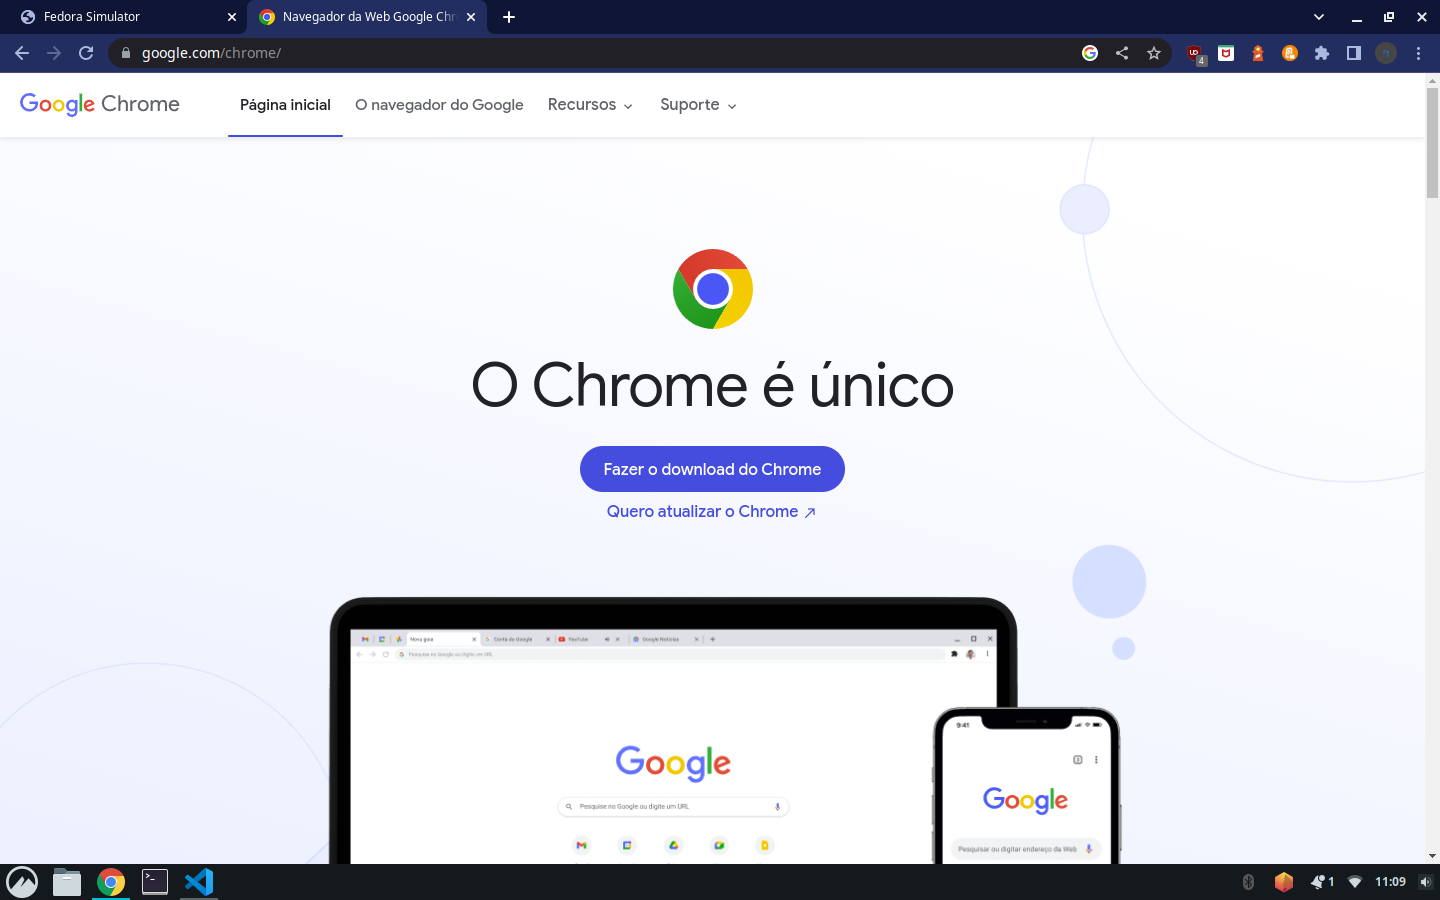 Fedora Simulator
Navegador da Web Google Chr
google.com/chrome/
4
Google Chrome
Página inicial
O navegador do Google
Recursos
Suporte
O Chrome é único
Fazer o download do Chrome
Quero atualizar o Chrome
Nova guia
Conta do Google
YouTube
Google Notícias
Pesquise no Google ou digite um URL
Google
Pesquise no Google ou digite um URL
9:41
Google
Pesquisar ou digitar endereço da Web
1
11:09